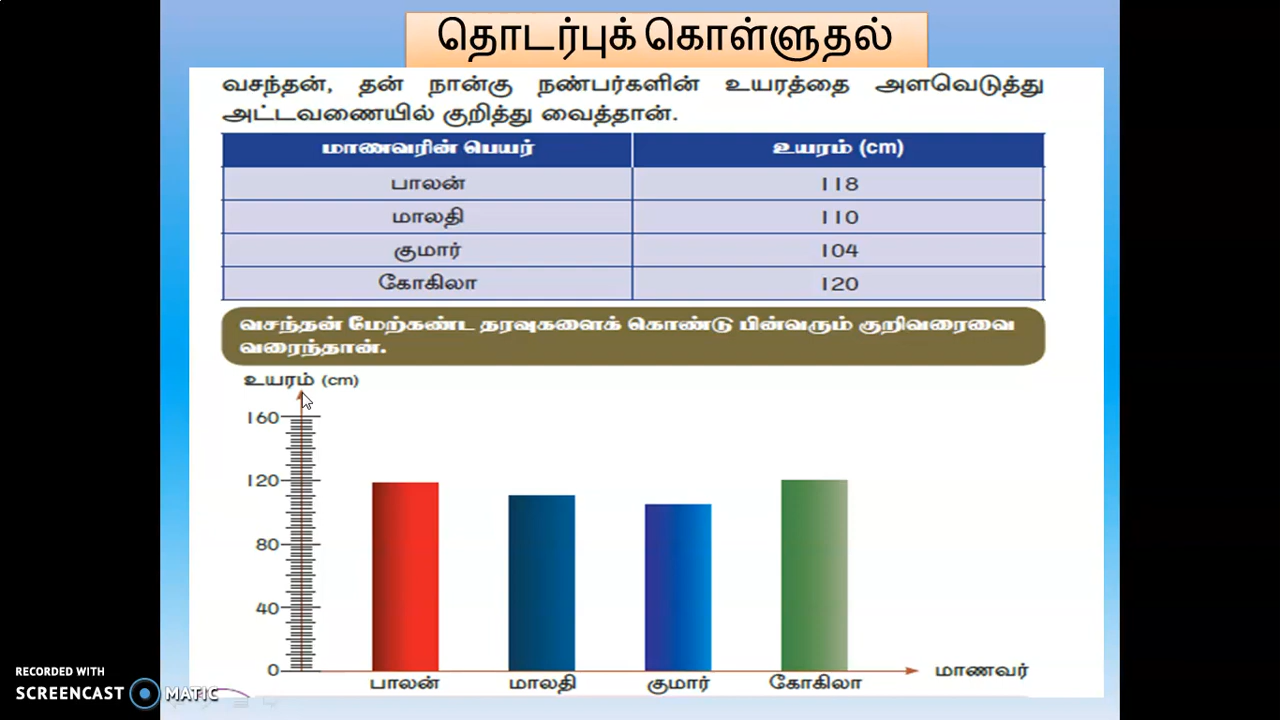 தொடர்புக் கொள்ளுதல்
வசந்தன், தன் நான்கு நண்பர்களின் உயரத்தை அளவெடுத்து
அட்டவணையில் குறித்து வைத்தான்.
மாணவரின் பெயர் உயரம் (cm)
பாலன் 118
மாலதி 110
குமார் 104
கோகிலா 120
வசந்தன் மேற்கண்ட தரவுகளைக் கொண்டு பின்வரும் குறிவரைவை
வரைந்தான்.
உயரம் (cm)
160
120
80
40
0
மாணவர்
பாலன் மாலதி குமார் கோகிலா
RECORDED WITH
SCREENCAST MATIC